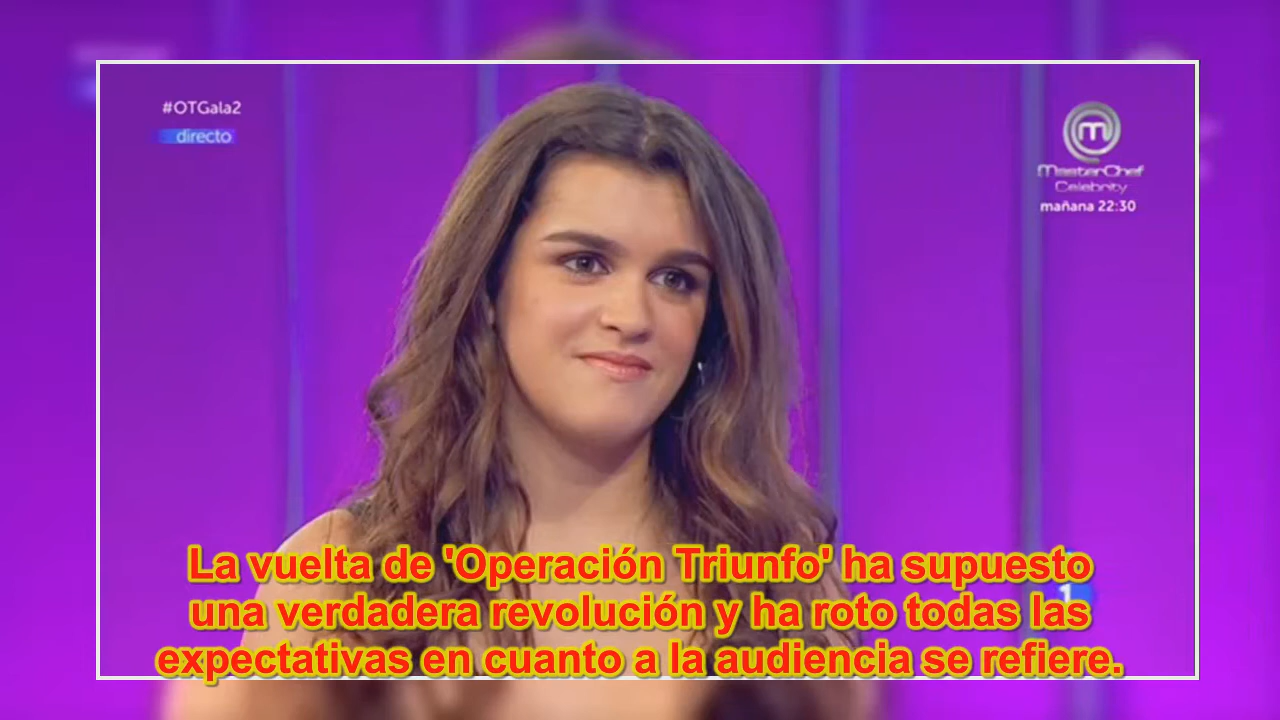 #OTGala2
directo
MasterChef
Celebrity
mañana 22:30
1
La vuelta de 'Operación Triunfo' ha supuesto
una verdadera revolución y ha roto todas las
expectativas en cuanto a la audiencia se refiere.